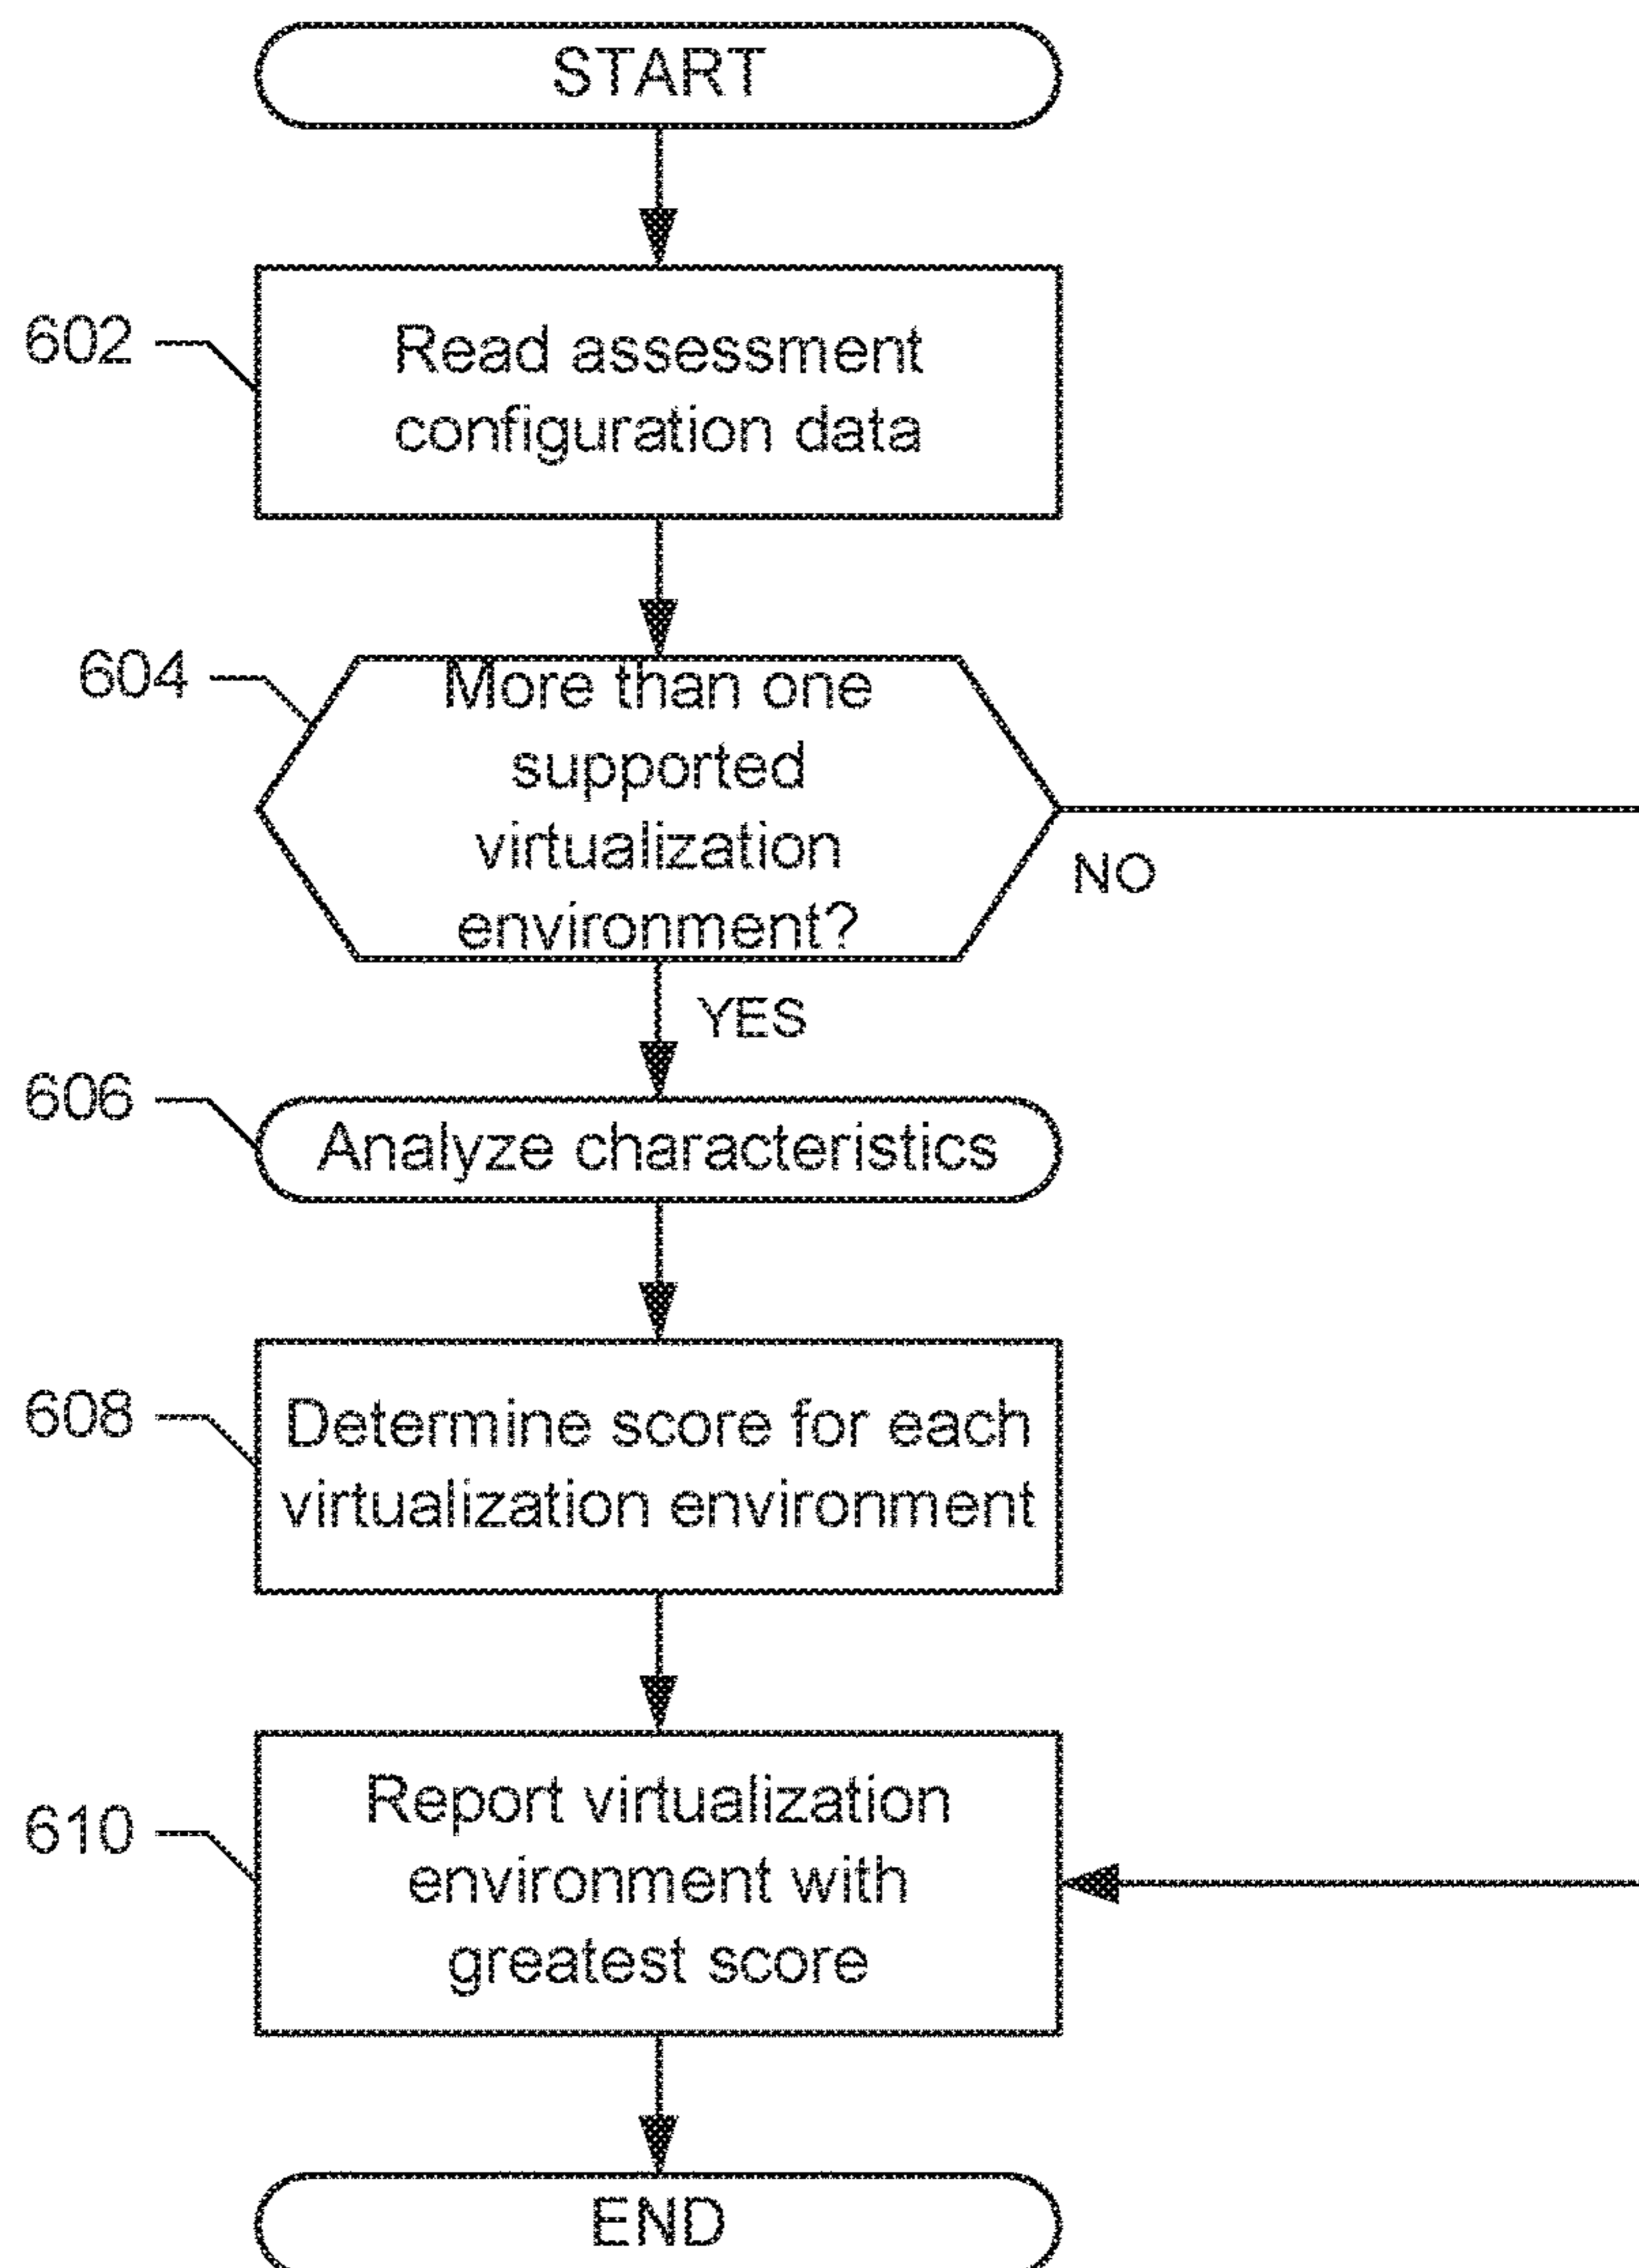 START
602
Read assessment
configuration data
604
More than one
supported
virtualization
environment?
NO
YES
606
Analyze characteristics
608
Determine score for each
virtualization environment
610
Report virtualization
environment with
greatest score
END